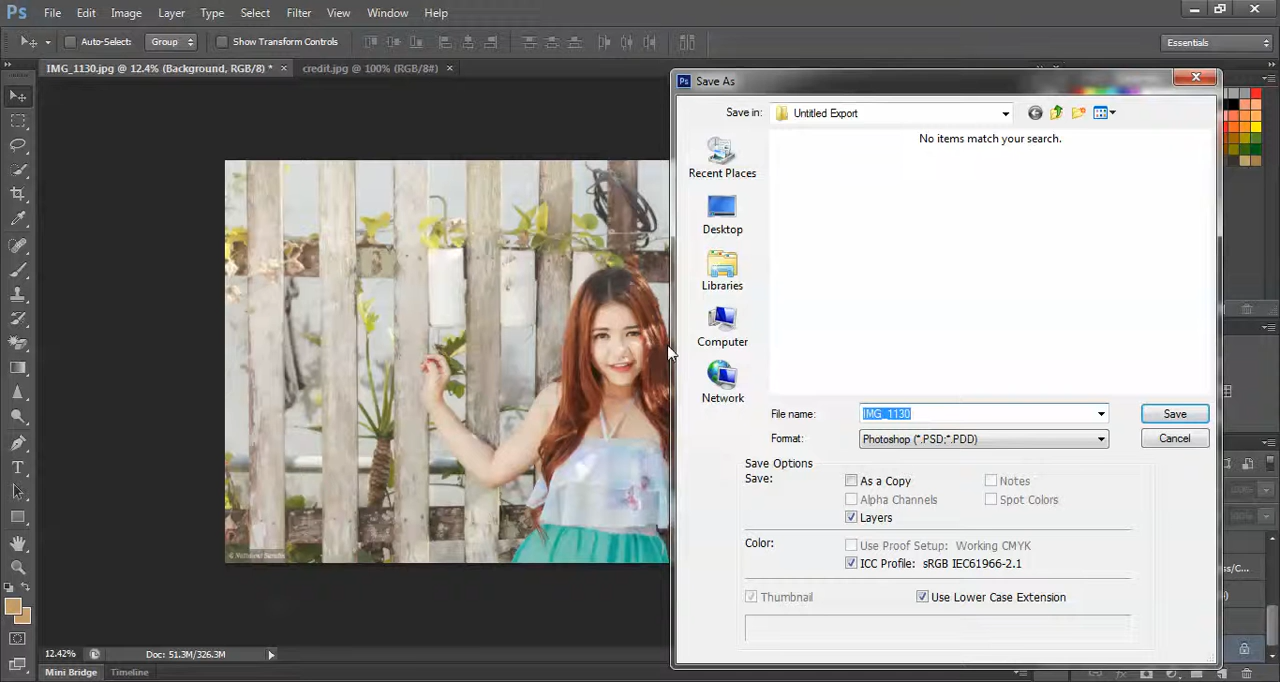 Ps File Edit Image Layer Type Select Filter View Window Help
Auto-Select: Group Show Transform Controls Essentials
IMG_1130.jpg @ 12.4% (Background, RGB/8) * × credit.jpg @ 100% (RGB/8#) ×
Ps Save As
Save in: Untitled Export
No items match your search.
Recent Places
Desktop
Libraries
Computer
Network
File name: IMG_1130 Save
Format: Photoshop (*.PSD;*.PDD) Cancel
Save Options
Save: As a Copy Notes
Alpha Channels Spot Colors
Layers
Color: Use Proof Setup: Working CMYK
ICC Profile: sRGB IEC61966-2.1
Thumbnail Use Lower Case Extension
12.42% Doc: 51.3M/326.3M
Mini Bridge Timeline